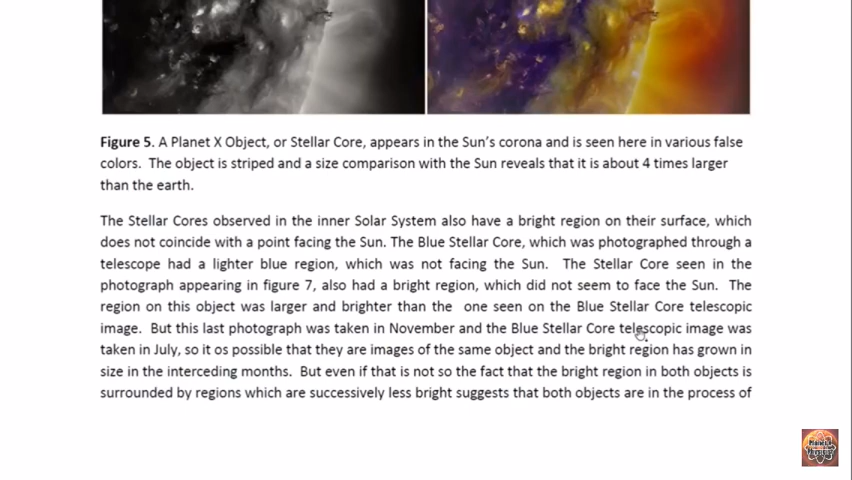 Figure 5. A Planet X Object, or Stellar Core, appears in the Sun's corona and is seen here in various false
colors. The object is striped and a size comparison with the Sun reveals that it is about 4 times larger
than the earth.
The Stellar Cores observed in the inner Solar System also have a bright region on their surface, which
does not coincide with a point facing the Sun. The Blue Stellar Core, which was photographed through a
telescope had a lighter blue region, which was not facing the Sun. The Stellar Core seen in the
photograph appearing in figure 7, also had a bright region, which did not seem to face the Sun. The
region on this object was larger and brighter than the one seen on the Blue Stellar Core telescopic
image. But this last photograph was taken in November and the Blue Stellar Core telescopic image was
taken in July, so it os possible that they are images of the same object and the bright region has grown in
size in the interceding months. But even if that is not so the fact that the bright region in both objects is
surrounded by regions which are successively less bright suggests that both objects are in the process of